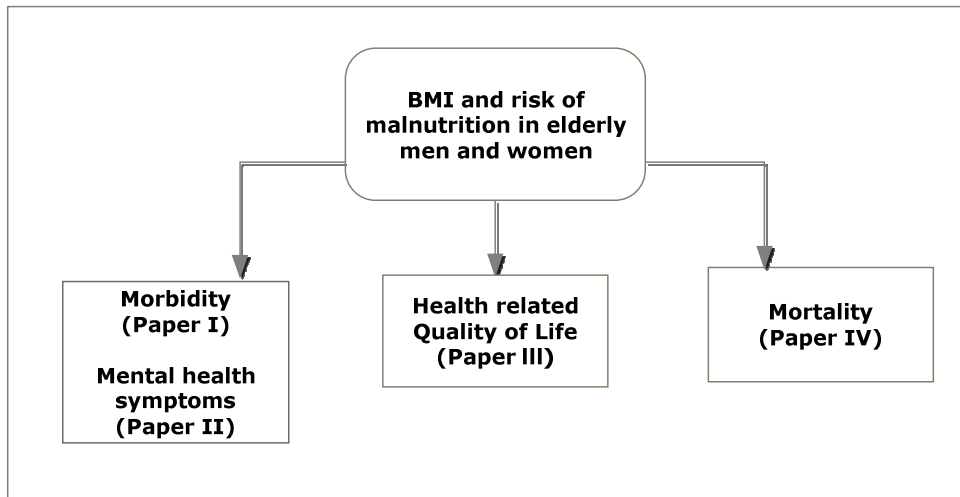 BMI and risk of
malnutrition in elderly
men and women
Morbidity
(Paper I)
Mental health
symptoms
(Paper II)
Health related
Quality of Life
(Paper lll)
Mortality
(Paper IV)